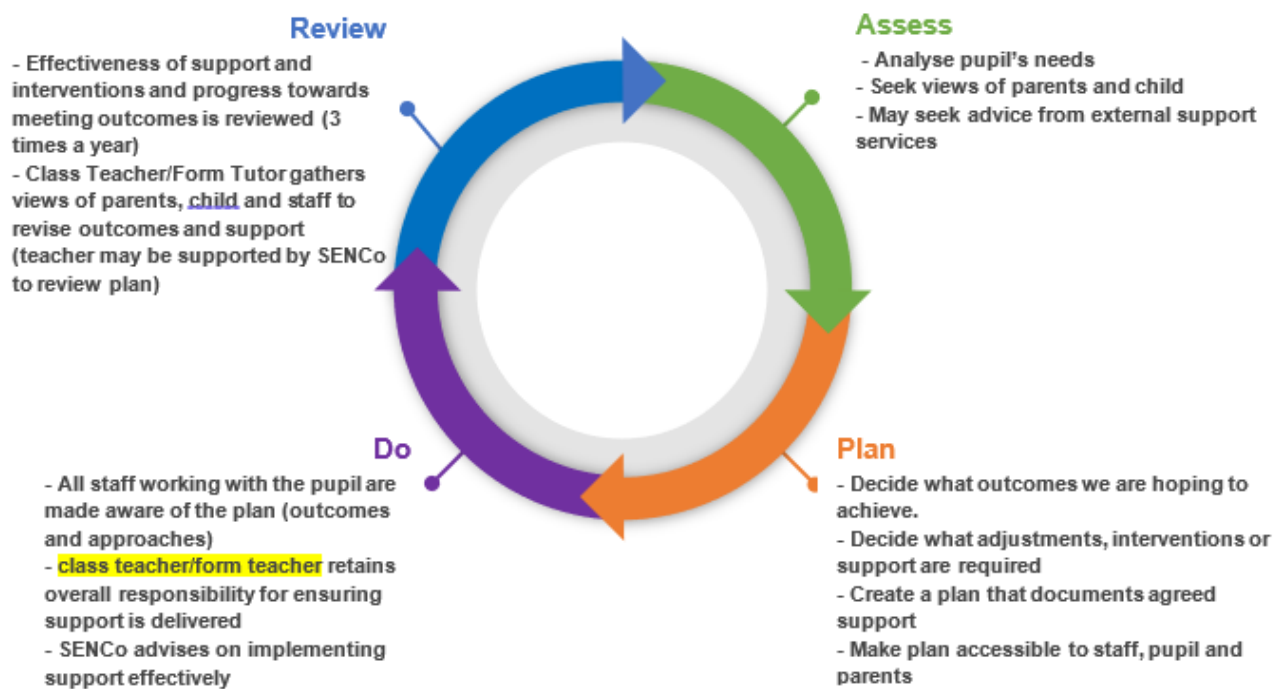 Review
- Effectiveness of support and
interventions and progress towards
meeting outcomes is reviewed (3
times a year)
- Class Teacher/Form Tutor gathers
views of parents, child and staff to
revise outcomes and support
(teacher may be supported by SENCo
to review plan)
Assess
- Analyse pupil's needs
- Seek views of parents and child
- May seek advice from external support
services
Do
- All staff working with the pupil are
made aware of the plan (outcomes
and approaches)
- class teacher/form teacher retains
overall responsibility for ensuring
support is delivered
- SENCo advises on implementing
support effectively
Plan
- Decide what outcomes we are hoping to
achieve.
- Decide what adjustments, interventions or
support are required
- Create a plan that documents agreed
support
- Make plan accessible to staff, pupil and
parents